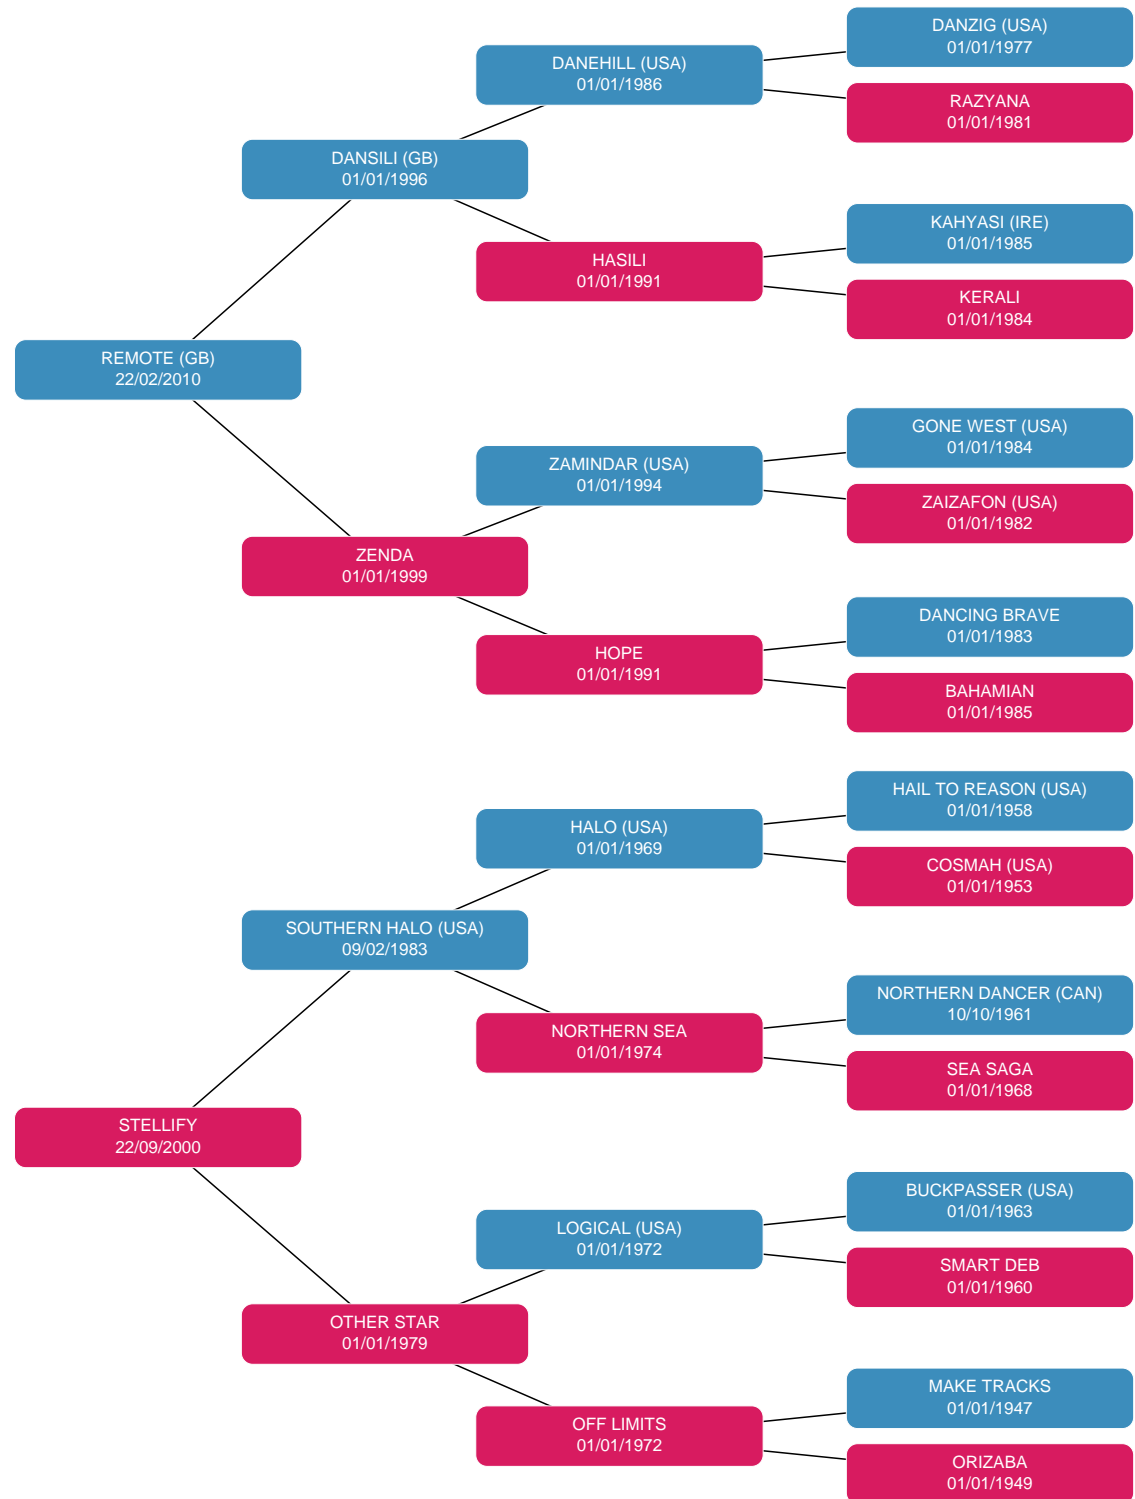 DANZIG (USA)
01/01/1977
DANEHILL (USA)
01/01/1986
RAZYANA
01/01/1981
DANSILI (GB)
01/01/1996
KAHYASI (IRE)
01/01/1985
HASILI
01/01/1991
KERALI
01/01/1984
REMOTE (GB)
22/02/2010
GONE WEST (USA)
01/01/1984
ZAMINDAR (USA)
01/01/1994
ZAIZAFON (USA)
01/01/1982
ZENDA
01/01/1999
DANCING BRAVE
01/01/1983
HOPE
01/01/1991
BAHAMIAN
01/01/1985
HAIL TO REASON (USA)
01/01/1958
HALO (USA)
01/01/1969
COSMAH (USA)
01/01/1953
SOUTHERN HALO (USA)
09/02/1983
NORTHERN DANCER (CAN)
10/10/1961
NORTHERN SEA
01/01/1974
SEA SAGA
01/01/1968
STELLIFY
22/09/2000
BUCKPASSER (USA)
01/01/1963
LOGICAL (USA)
01/01/1972
SMART DEB
01/01/1960
OTHER STAR
01/01/1979
MAKE TRACKS
01/01/1947
OFF LIMITS
01/01/1972
ORIZABA
01/01/1949